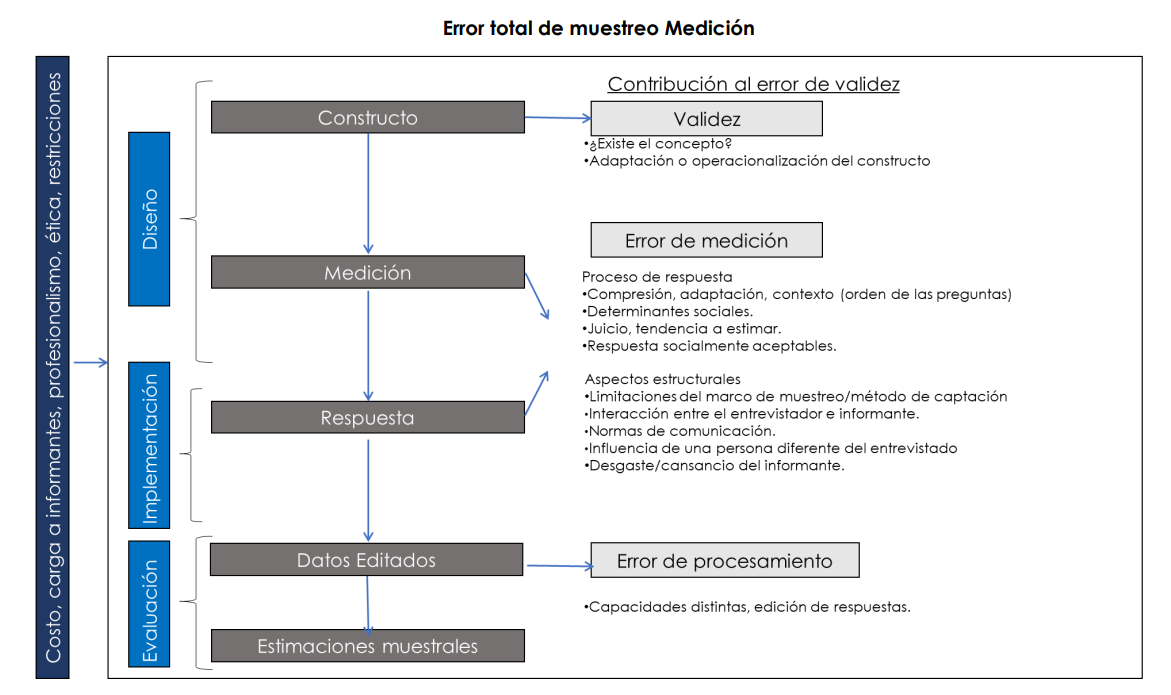 Error total de muestreo Medición
Costo, carga a informantes, profesionalismo, ética, restricciones
Diseño
Implementación
Evaluación
Constructo
Medición
Respuesta
Datos Editados
Estimaciones muestrales
Contribución al error de validez
Validez
•¿Existe el concepto?
•Adaptación o operacionalización del constructo
Error de medición
Proceso de respuesta
•Compresión, adaptación, contexto (orden de las preguntas)
•Determinantes sociales.
•Juicio, tendencia a estimar.
•Respuesta socialmente aceptables.
Aspectos estructurales
•Limitaciones del marco de muestreo/método de captación
•Interacción entre el entrevistador e informante.
•Normas de comunicación.
•Influencia de una persona diferente del entrevistado
•Desgaste/cansancio del informante.
Error de procesamiento
•Capacidades distintas, edición de respuestas.